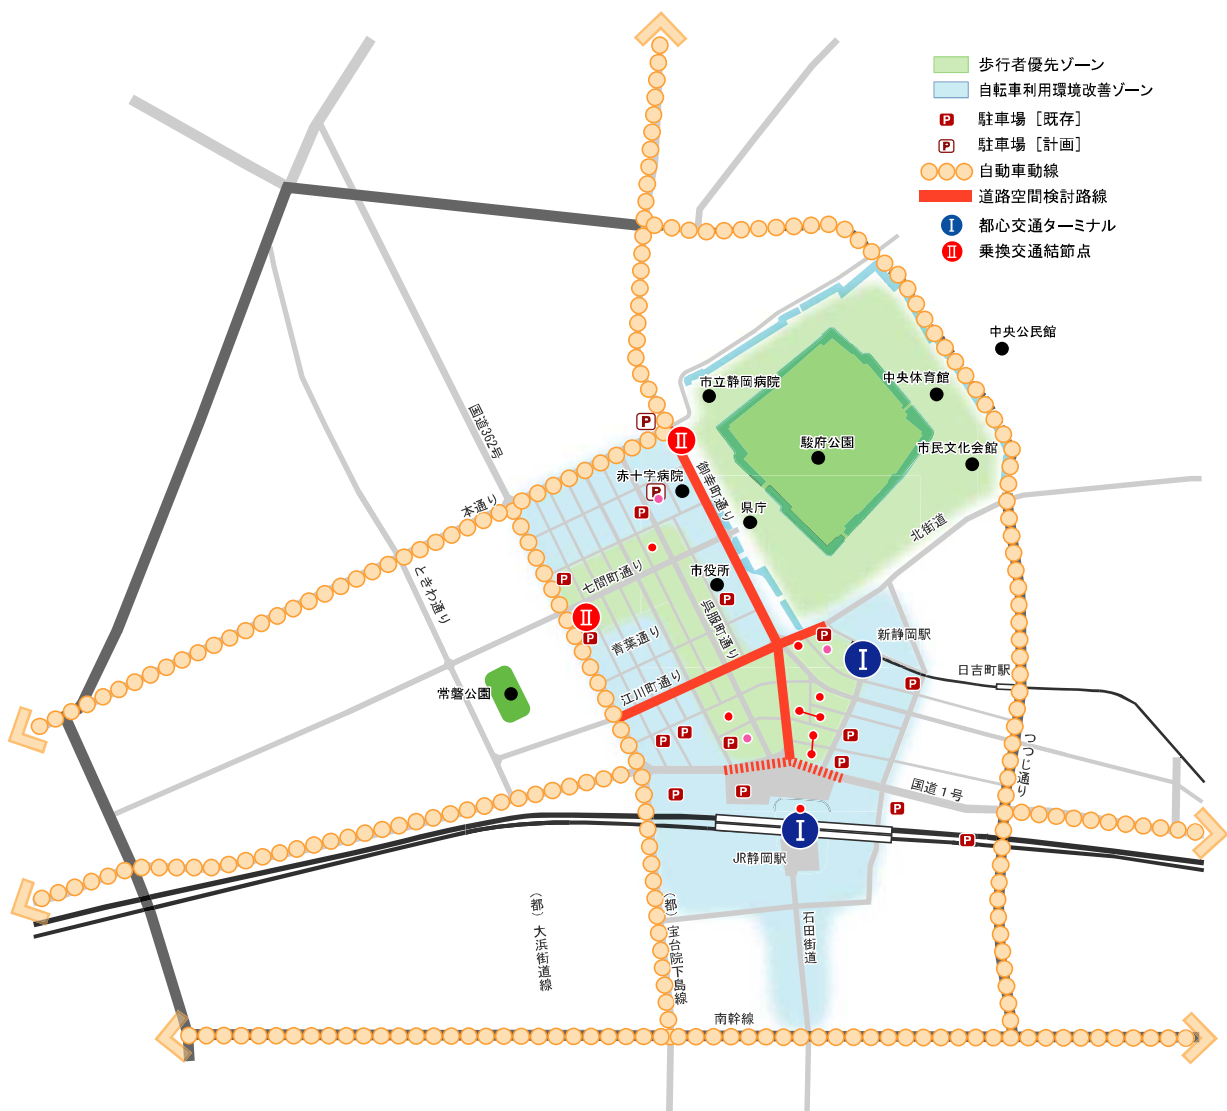 歩行者優先ゾーン
自転車利用環境改善ゾーン
P 駐車場［既存］
P 駐車場［計画］
自動車動線
道路空間検討路線
I 都心交通ターミナル
II 乗換交通結節点
中央公民館
市立静岡病院
中央体育館
国道362号
P
II
駿府公園
市民文化会館
赤十字病院
御幸町通り
P
本通り
P
県庁
北街道
七間町通り
市役所
P
ときわ通り
P
呉服町通り
II
青葉通り
P
P
新静岡駅
I
日吉町駅
江川町通り
常磐公園
P
P
P
P
P
つつじ通り
P
国道1号
P
P
P
I
P
JR静岡駅
（都）大浜街道線
（都）宝台院下島線
石田街道
南幹線